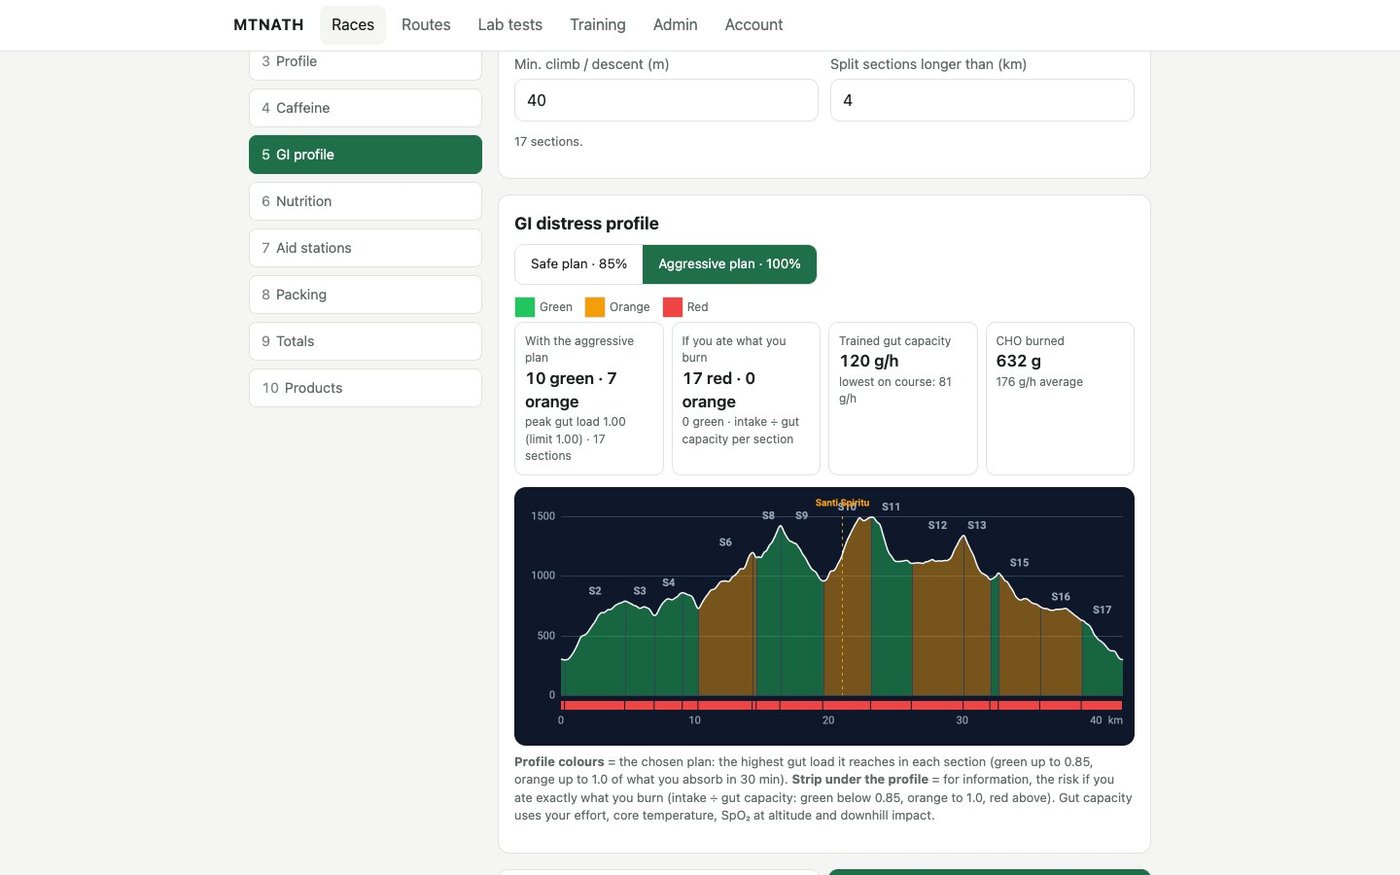 MTNATH Races Routes Lab tests Training Admin Account
3 Profile
4 Caffeine
5 GI profile
6 Nutrition
7 Aid stations
8 Packing
9 Totals
10 Products
Min. climb / descent (m)
40
Split sections longer than (km)
4
17 sections.
GI distress profile
Safe plan · 85%
Aggressive plan · 100%
Green Orange Red
With the aggressive
plan
10 green · 7
orange
peak gut load 1.00
(limit 1.00) · 17
sections
If you ate what you
burn
17 red · 0
orange
0 green · intake ÷ gut
capacity per section
Trained gut capacity
120 g/h
lowest on course: 81
g/h
CHO burned
632 g
176 g/h average
Santi Spiritu
S2 S3 S4 S6 S8 S9 S10 S11 S12 S13 S15 S16 S17
1500
1000
500
0
0 10 20 30 40 km
Profile colours = the chosen plan: the highest gut load it reaches in each section (green up to 0.85,
orange up to 1.0 of what you absorb in 30 min). Strip under the profile = for information, the risk if you
ate exactly what you burn (intake ÷ gut capacity: green below 0.85, orange to 1.0, red above). Gut capacity
uses your effort, core temperature, SpO₂ at altitude and downhill impact.